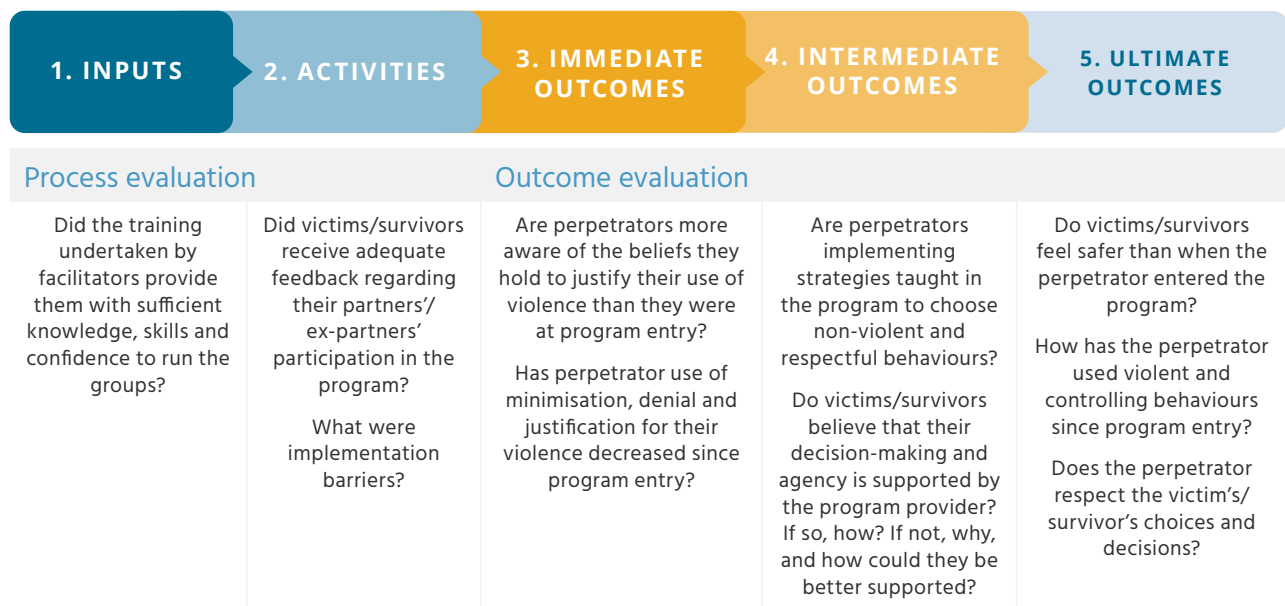 1. INPUTS
2. ACTIVITIES
3. IMMEDIATE
OUTCOMES
4. INTERMEDIATE
OUTCOMES
5. ULTIMATE
OUTCOMES
Process evaluation
Outcome evaluation
Did the training
undertaken by
facilitators provide
them with sufficient
knowledge, skills and
confidence to run the
groups?
Did victims/survivors
receive adequate
feedback regarding
their partners’/
ex-partners’
participation in the
program?
What were
implementation
barriers?
Are perpetrators more
aware of the beliefs they
hold to justify their use of
violence than they were
at program entry?
Has perpetrator use of
minimisation, denial and
justification for their
violence decreased since
program entry?
Are perpetrators
implementing
strategies taught in
the program to choose
non-violent and
respectful behaviours?
Do victims/survivors
believe that their
decision-making and
agency is supported by
the program provider?
If so, how? If not, why,
and how could they be
better supported?
Do victims/survivors
feel safer than when the
perpetrator entered the
program?
How has the perpetrator
used violent and
controlling behaviours
since program entry?
Does the perpetrator
respect the victim’s/
survivor’s choices and
decisions?